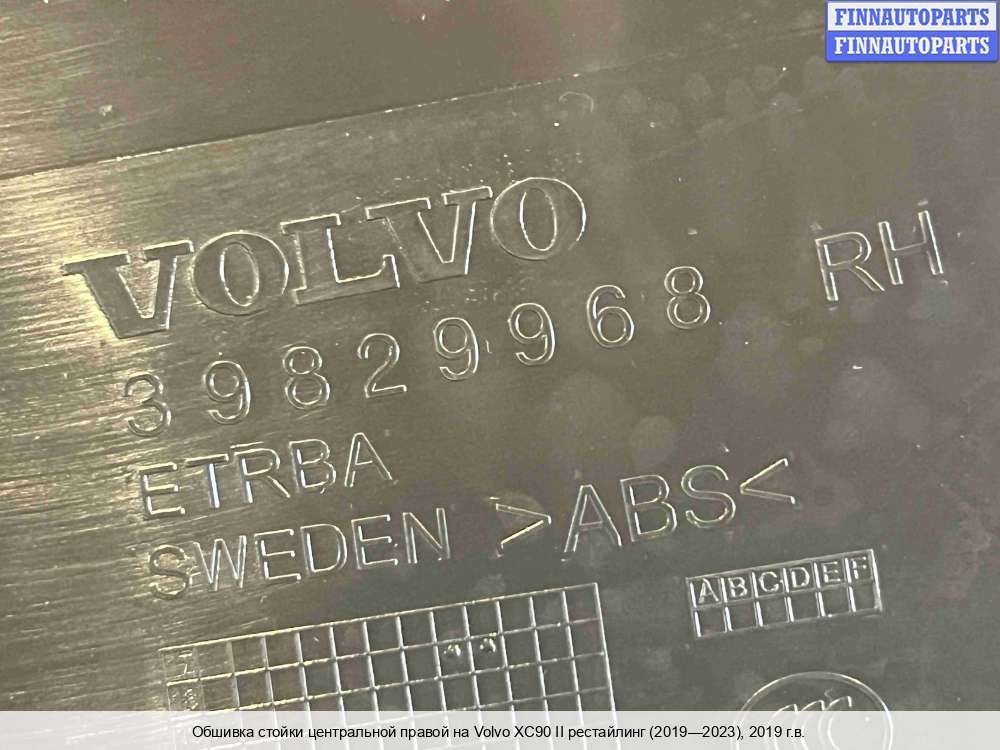 FINNAUTOPARTS
FINNAUTOPARTS
VOLVO
RH
39829968
ETRBA
SWEDEN >ABS<
A B C D E F
Обшивка стойки центральной правой на Volvo XC90 II рестайлинг (2019—2023), 2019 г.в.